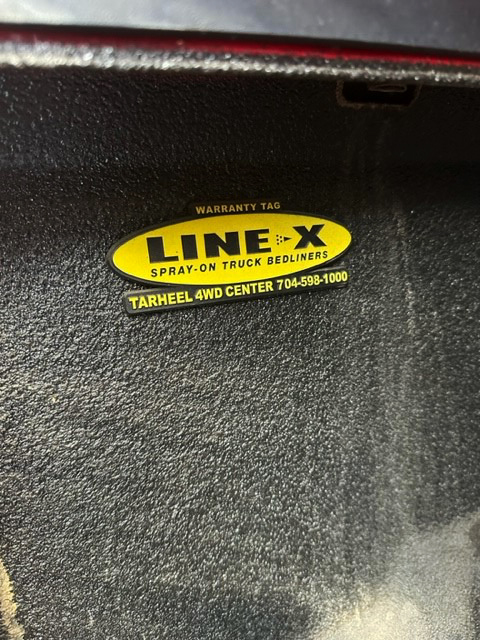 WARRANTY TAG
LINE-X
SPRAY-ON TRUCK BEDLINERS
TARHEEL 4WD CENTER 704-598-1000